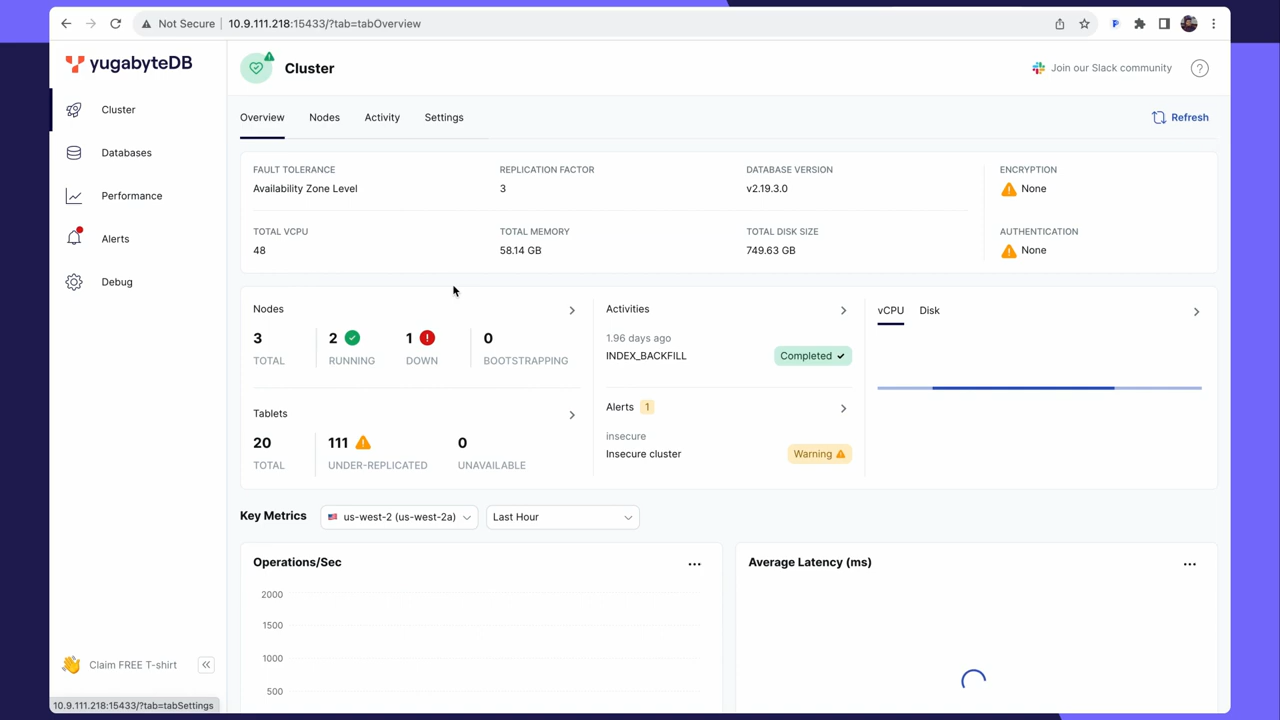 Not Secure 10.9.111.218:15433/?tab=tabOverview
yugabyteDB
Cluster
Databases
Performance
Alerts
Debug
Claim FREE T-shirt
10.9.111.218:15433/?tab=tabSettings
Cluster
Join our Slack community
Overview Nodes Activity Settings
Refresh
FAULT TOLERANCE REPLICATION FACTOR DATABASE VERSION ENCRYPTION
Availability Zone Level 3 v2.19.3.0 None
TOTAL VCPU TOTAL MEMORY TOTAL DISK SIZE AUTHENTICATION
48 58.14 GB 749.63 GB None
Nodes
3 2 1 0
TOTAL RUNNING DOWN BOOTSTRAPPING
Tablets
20 111 0
TOTAL UNDER-REPLICATED UNAVAILABLE
Activities
1.96 days ago
INDEX_BACKFILL Completed
Alerts 1
insecure
Insecure cluster Warning
vCPU Disk
Key Metrics us-west-2 (us-west-2a) Last Hour
Operations/Sec
2000
1500
1000
500
Average Latency (ms)